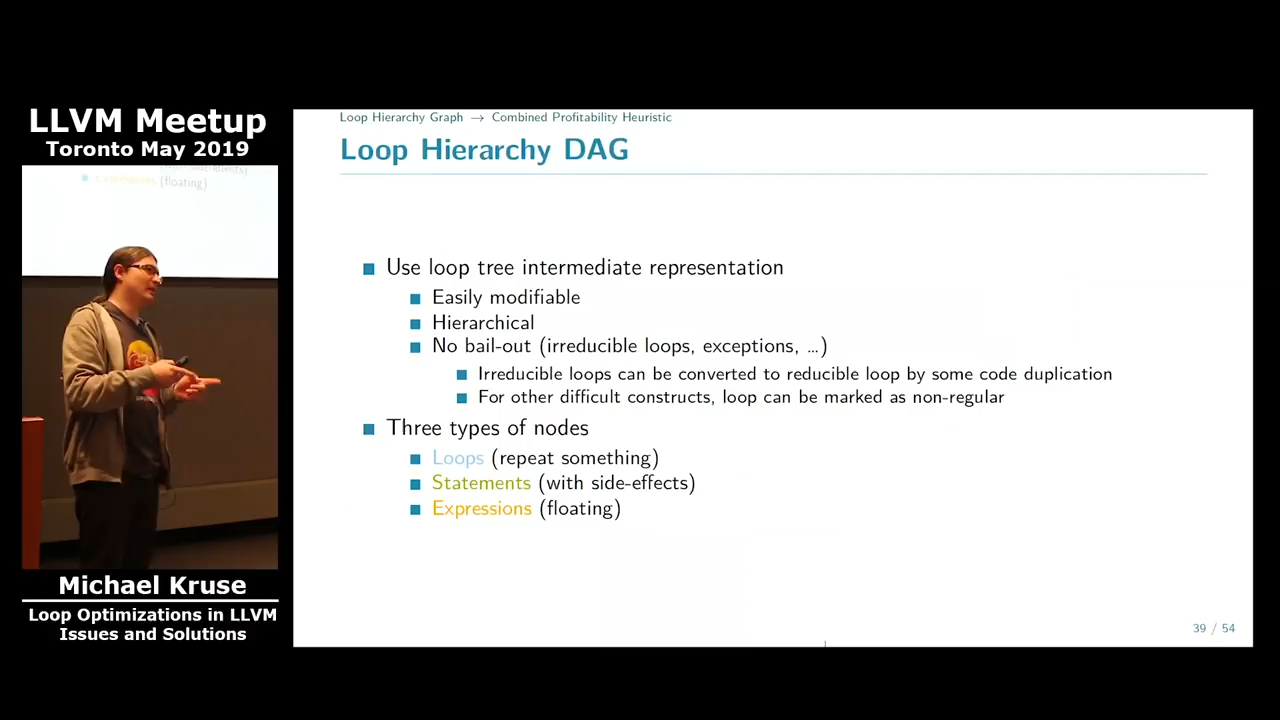 LLVM Meetup
Toronto May 2019
Expressions (floating)
Michael Kruse
Loop Optimizations in LLVM
Issues and Solutions
Loop Hierarchy Graph → Combined Profitability Heuristic
Loop Hierarchy DAG
Use loop tree intermediate representation
Easily modifiable
Hierarchical
No bail-out (irreducible loops, exceptions, …)
Irreducible loops can be converted to reducible loop by some code duplication
For other difficult constructs, loop can be marked as non-regular
Three types of nodes
Loops (repeat something)
Statements (with side-effects)
Expressions (floating)
39 / 54